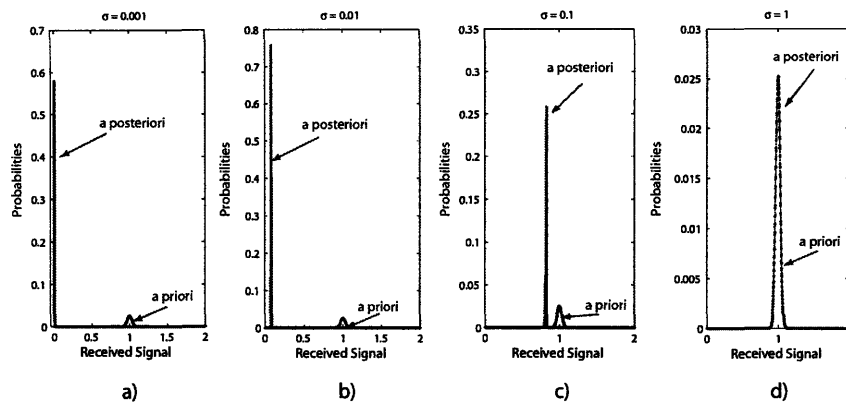 σ = 0.001
0.7
0.6
0.5
0.4
0.3
0.2
0.1
0
Probabilities
a posteriori
a priori
0 0.5 1 1.5 2
Received Signal
a)
σ = 0.01
0.8
0.7
0.6
0.5
0.4
0.3
0.2
0.1
0
Probabilities
a posteriori
a priori
0 0.5 1 1.5 2
Received Signal
b)
σ = 0.1
0.35
0.3
0.25
0.2
0.15
0.1
0.05
0
Probabilities
a posteriori
a priori
0 1 2
Received Signal
c)
σ = 1
0.03
0.025
0.02
0.015
0.01
0.005
0
Probabilities
a posteriori
a priori
0 1
Received Signal
d)